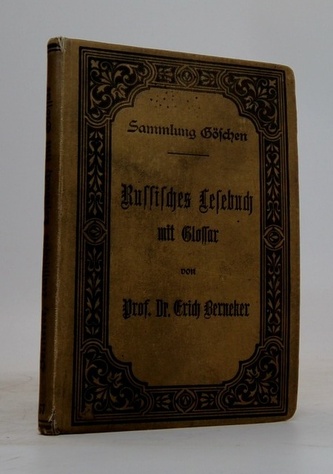 Sammlung Göschen
Russisches Lesebuch
mit Glossar
von
Prof. Dr. Erich Berneker